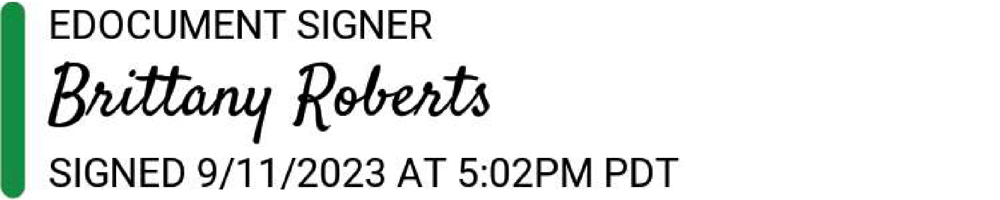 EDOCUMENT SIGNER
Brittany Roberts
SIGNED 9/11/2023 AT 5:02PM PDT